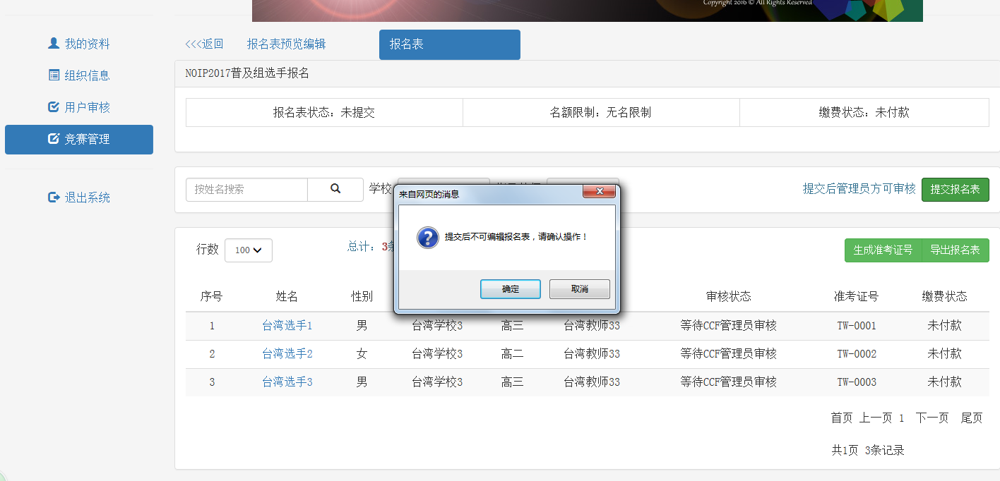 Copyright 2016 © All Rights Reserved
我的资料
组织信息
用户审核
竞赛管理
退出系统
<<<返回 报名表预览编辑 报名表
NOIP2017普及组选手报名
报名表状态：未提交 名额限制：无名限制 缴费状态：未付款
按姓名搜索 学校 提交后管理员方可审核 提交报名表
来自网页的消息
提交后不可编辑报名表，请确认操作！
确定 取消
行数 100 总计：3条 生成准考证号 导出报名表
序号 姓名 性别 审核状态 准考证号 缴费状态
1 台湾选手1 男 台湾学校3 高三 台湾教师33 等待CCF管理员审核 TW-0001 未付款
2 台湾选手2 女 台湾学校3 高二 台湾教师33 等待CCF管理员审核 TW-0002 未付款
3 台湾选手3 男 台湾学校3 高三 台湾教师33 等待CCF管理员审核 TW-0003 未付款
首页 上一页 1 下一页 尾页
共1页 3条记录